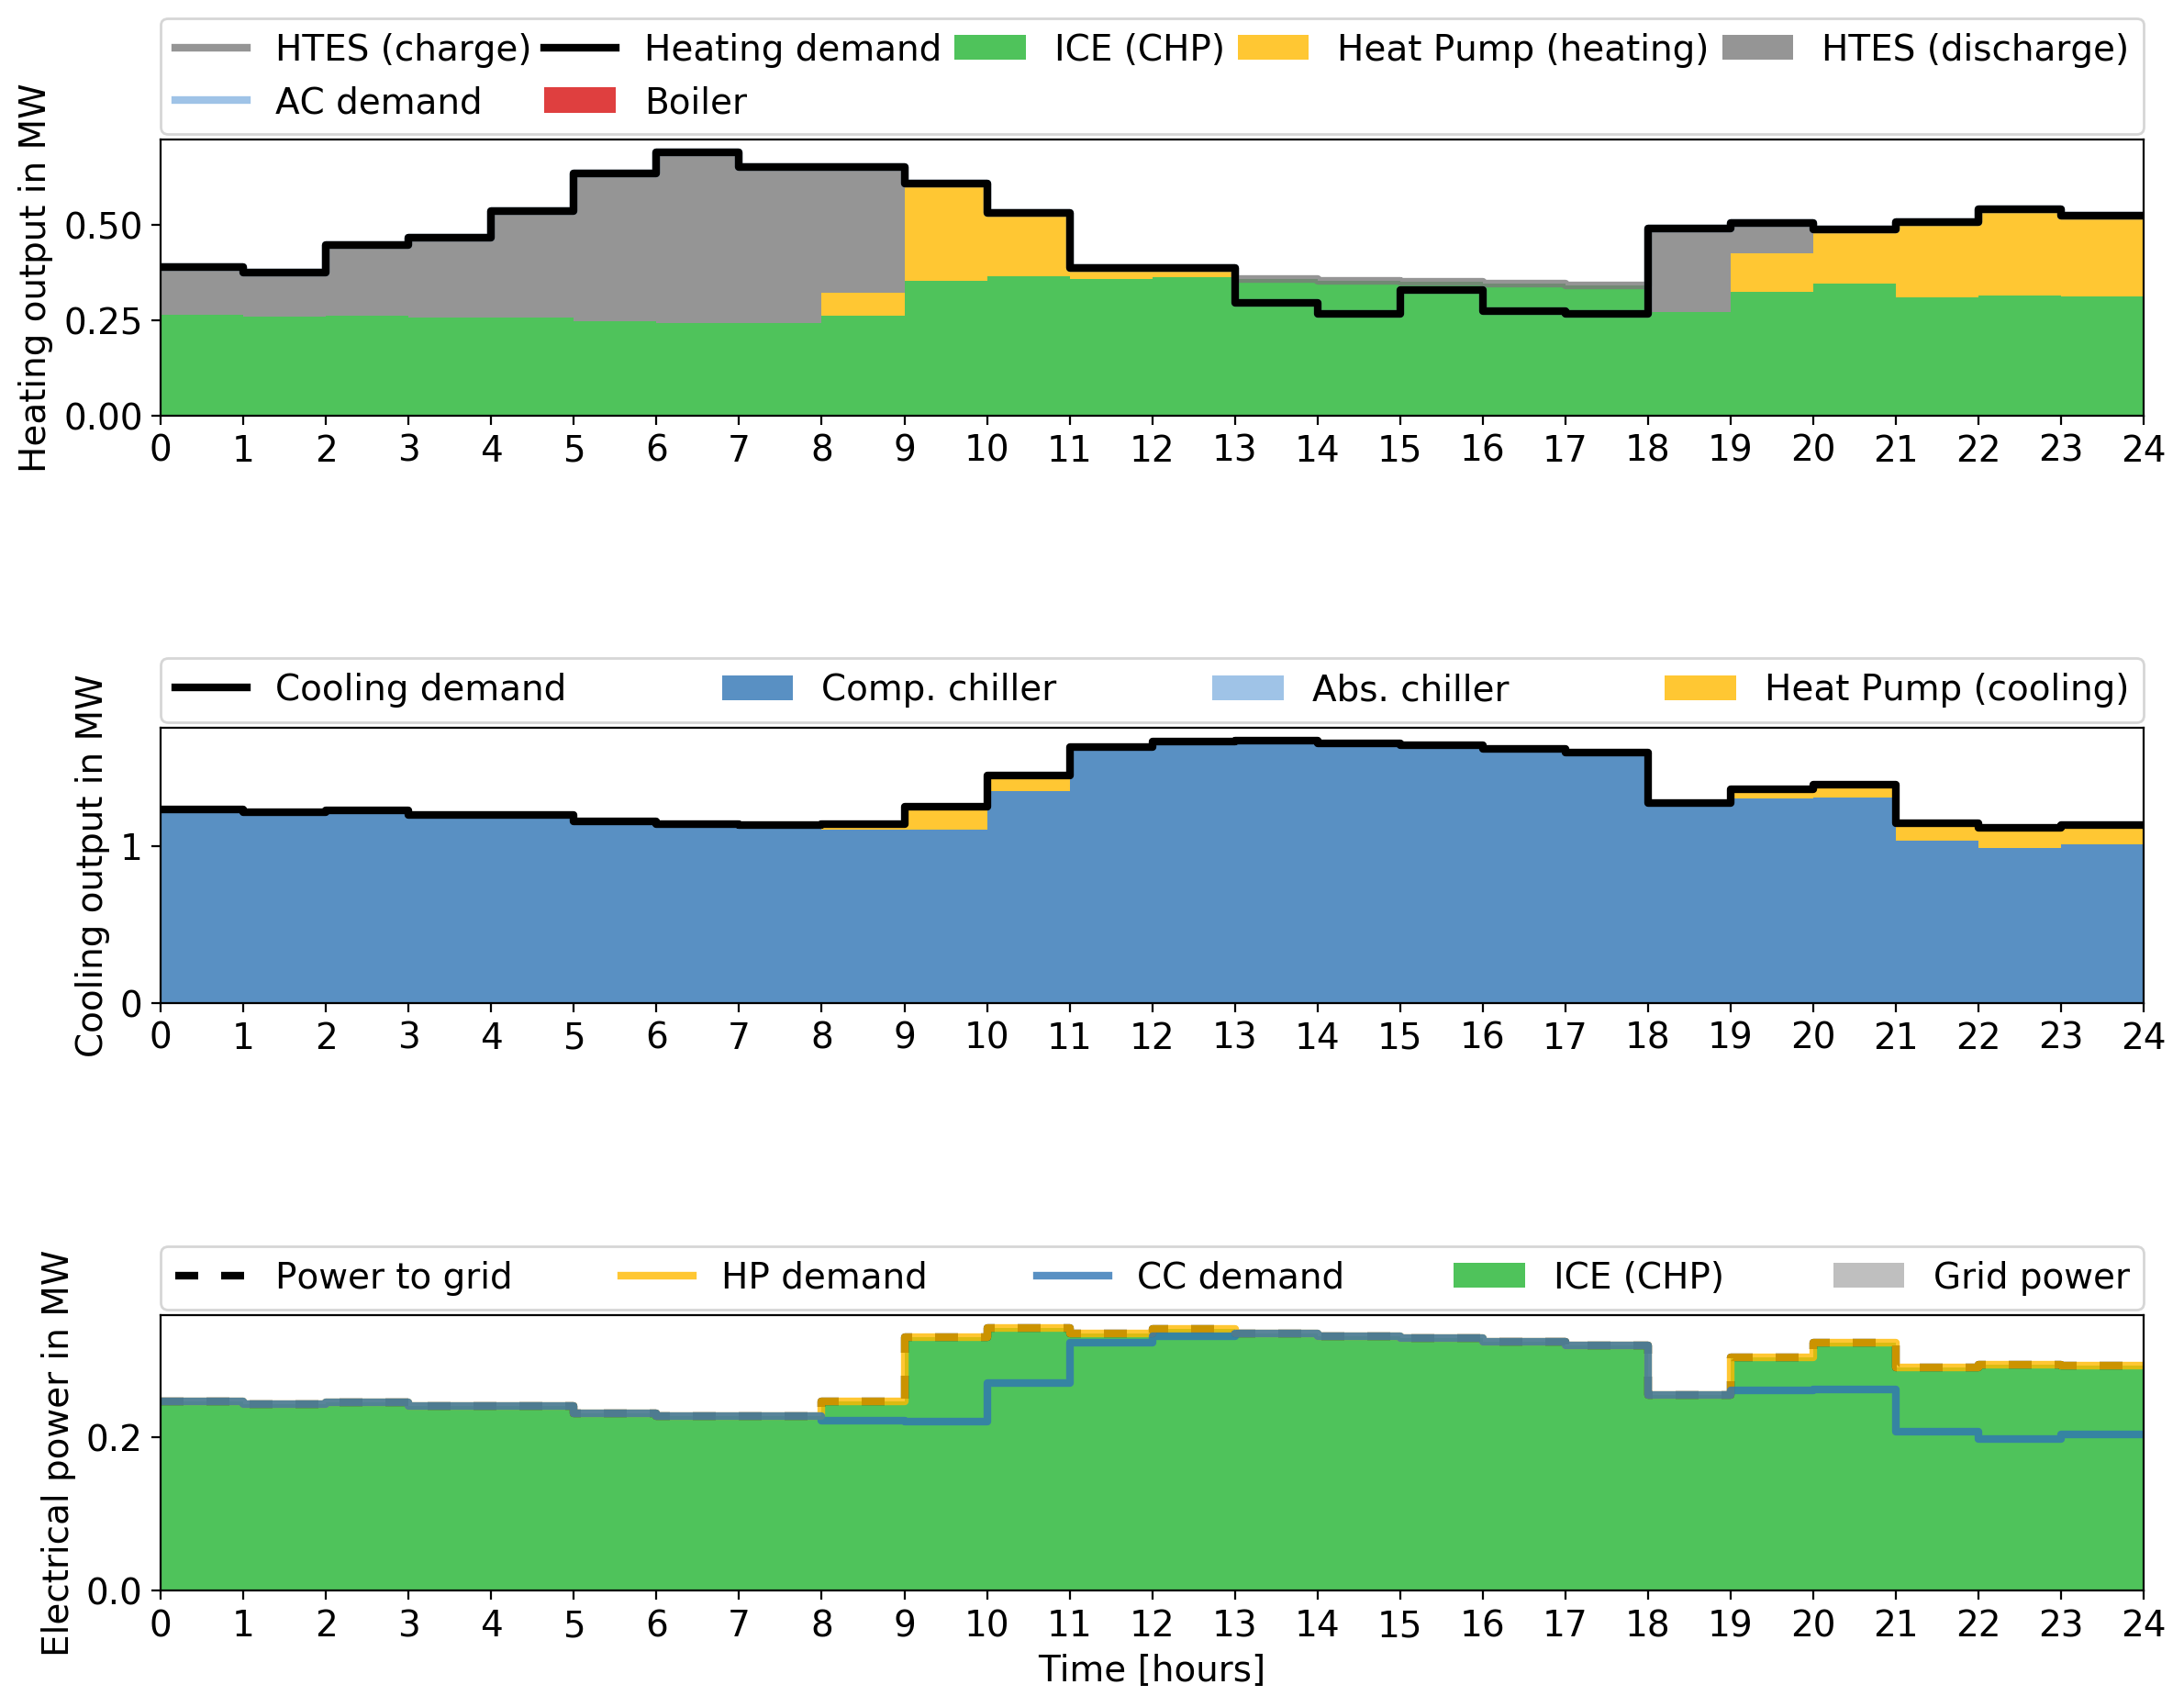 HTES (charge) Heating demand ICE (CHP) Heat Pump (heating) HTES (discharge)
AC demand Boiler
Heating output in MW
0.50
0.25
0.00
0 1 2 3 4 5 6 7 8 9 10 11 12 13 14 15 16 17 18 19 20 21 22 23 24
Cooling demand Comp. chiller Abs. chiller Heat Pump (cooling)
Cooling output in MW
1
0
0 1 2 3 4 5 6 7 8 9 10 11 12 13 14 15 16 17 18 19 20 21 22 23 24
Power to grid HP demand CC demand ICE (CHP) Grid power
Electrical power in MW
0.2
0.0
0 1 2 3 4 5 6 7 8 9 10 11 12 13 14 15 16 17 18 19 20 21 22 23 24
Time [hours]